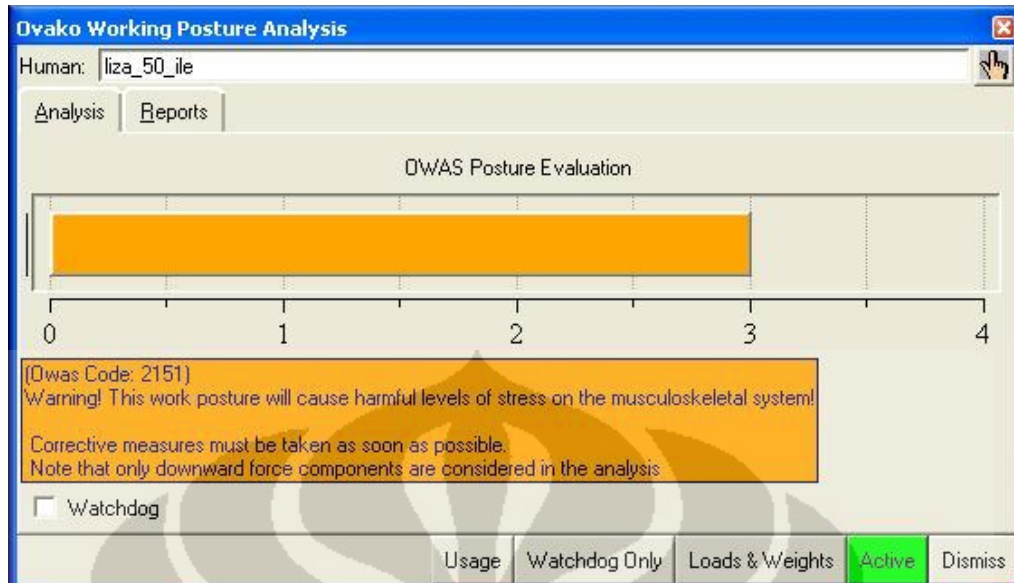 Ovako Working Posture Analysis
Human: liza_50_ile
Analysis Reports
OWAS Posture Evaluation
0 1 2 3 4
(Owas Code: 2151)
Warning! This work posture will cause harmful levels of stress on the musculoskeletal system!
Corrective measures must be taken as soon as possible.
Note that only downward force components are considered in the analysis
Watchdog
Usage Watchdog Only Loads & Weights Active Dismiss